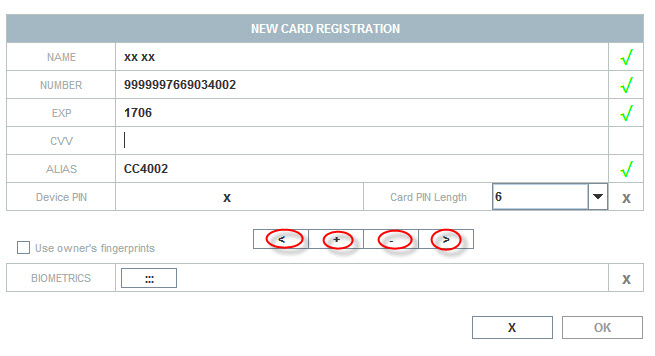 NEW CARD REGISTRATION
NAME xx xx √
NUMBER 9999997669034002 √
EXP 1706 √
CVV
ALIAS CC4002 √
Device PIN X Card PIN Length 6 X
Use owner's fingerprints < + - >
BIOMETRICS ::: X
X OK